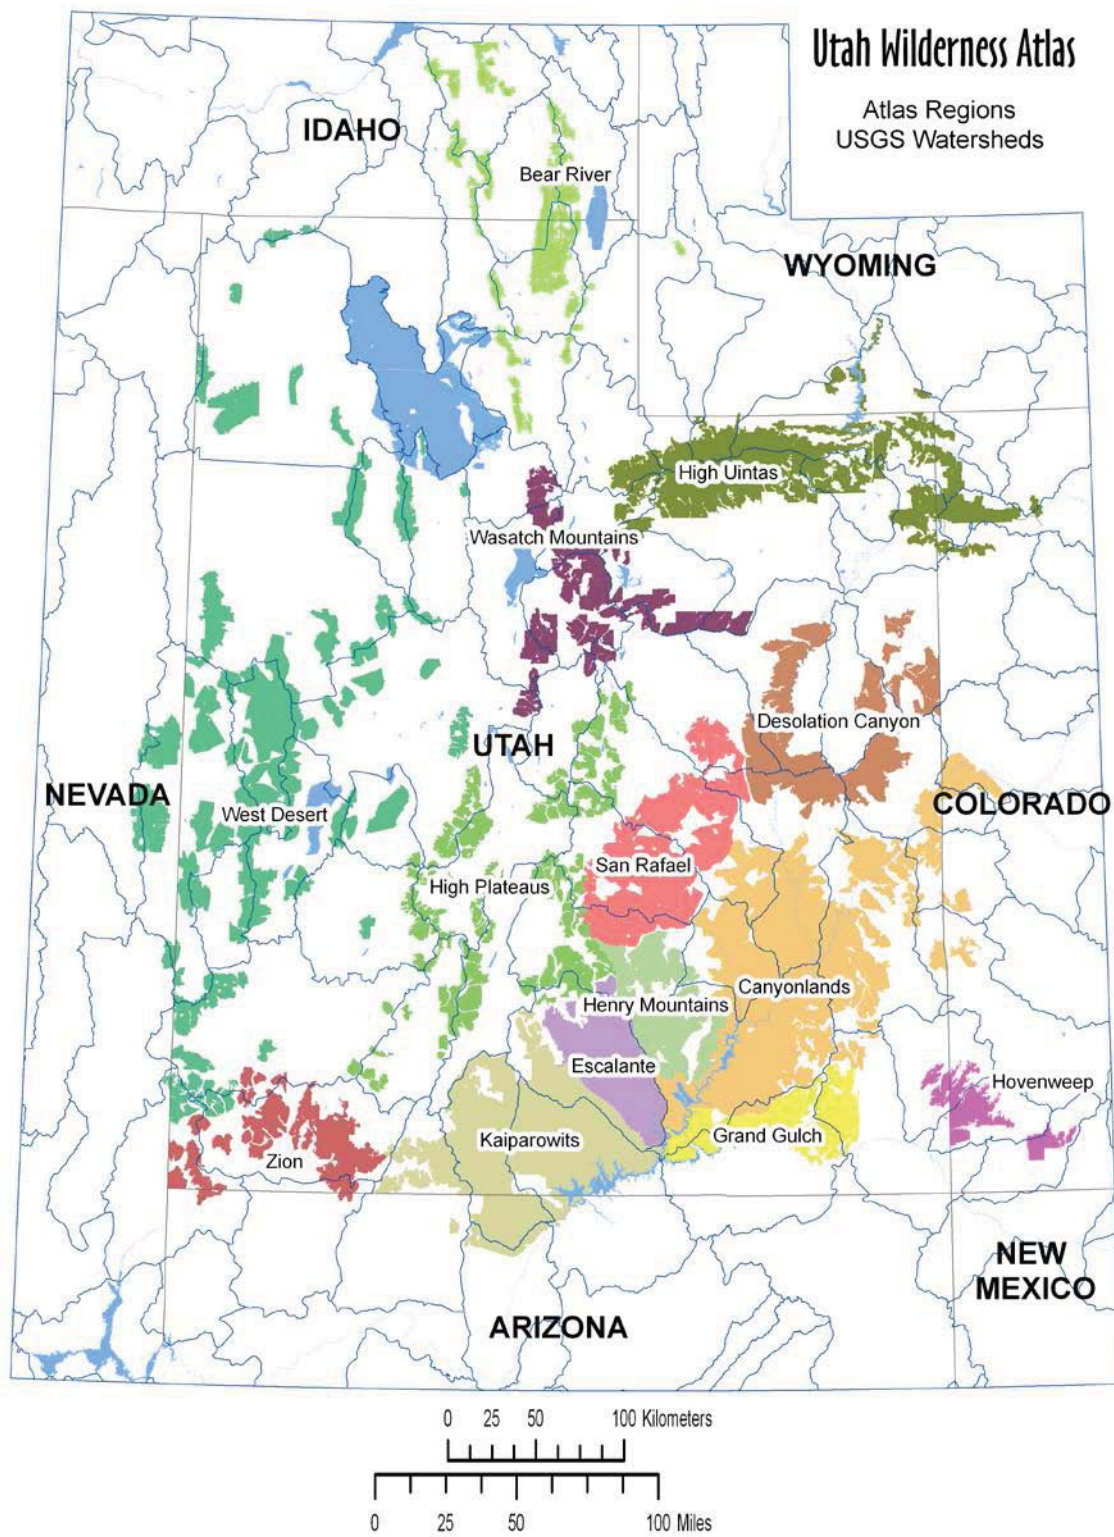 Utah Wilderness Atlas
Atlas Regions
USGS Watersheds
IDAHO
Bear River
WYOMING
High Uintas
Wasatch Mountains
Desolation Canyon
UTAH
NEVADA
COLORADO
West Desert
San Rafael
High Plateaus
Canyonlands
Henry Mountains
Escalante
Hovenweep
Kaiparowits
Grand Gulch
Zion
NEW
MEXICO
ARIZONA
0 25 50 100 Kilometers
0 25 50 100 Miles